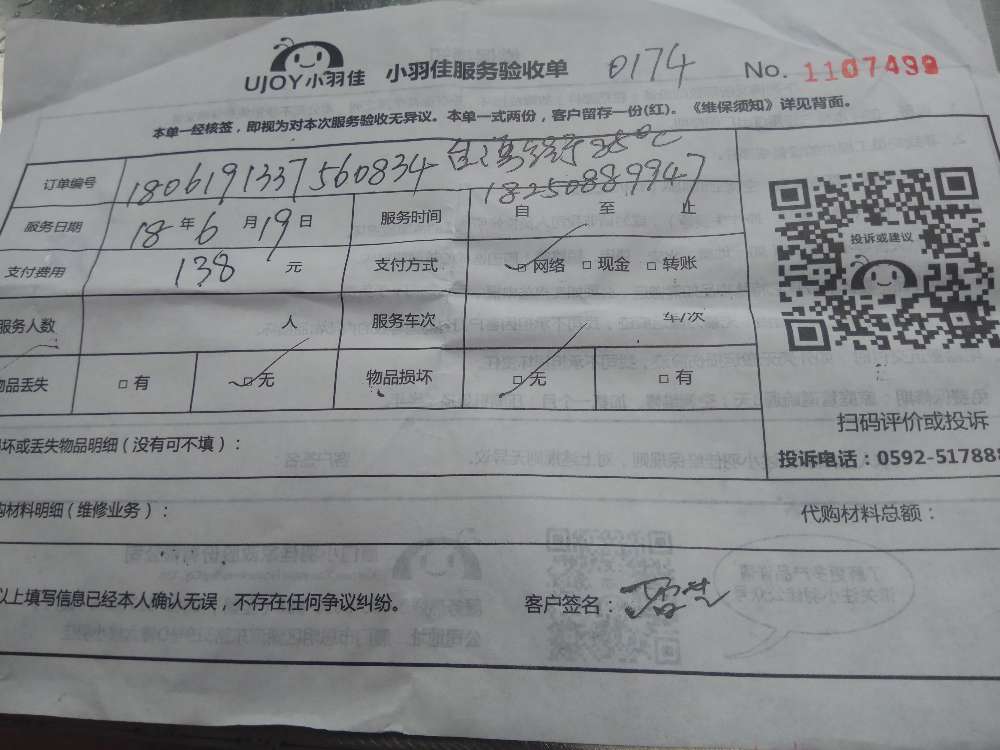 UJOY小羽佳 小羽佳服务验收单 0174 No. 1107499
本单一经核签，即视为对本次服务验收无异议。本单一式两份，客户留存一份(红)。《维保须知》详见背面。
订单编号 1806191337560834 85℃
18250889947
服务日期 18 年 6 月 19 日 服务时间 自 至 止
支付费用 138 元 支付方式 网络 现金 转账
服务人数 人 服务车次 车/次
物品丢失 有 无 物品损坏 无 有
坏或丢失物品明细（没有可不填）：
购材料明细（维修业务）： 代购材料总额：
以上填写信息已经本人确认无误，不存在任何争议纠纷。 客户签名：
投诉或建议
扫码评价或投诉
投诉电话：0592-517888